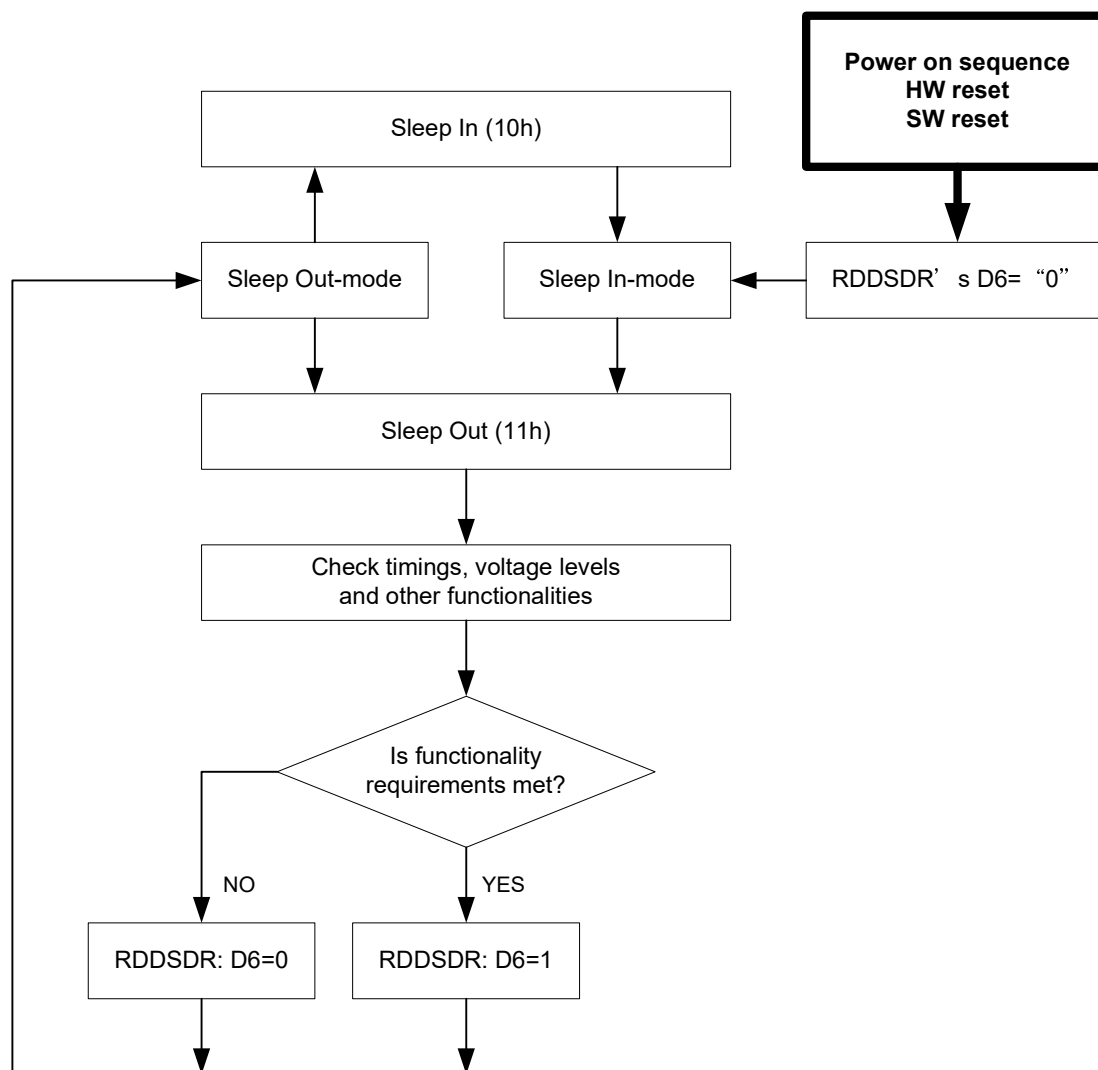 Power on sequence
HW reset
SW reset
Sleep In (10h)
Sleep Out-mode
Sleep In-mode
RDDSDR’ s D6= “0”
Sleep Out (11h)
Check timings, voltage levels
and other functionalities
Is functionality
requirements met?
NO
YES
RDDSDR: D6=0
RDDSDR: D6=1